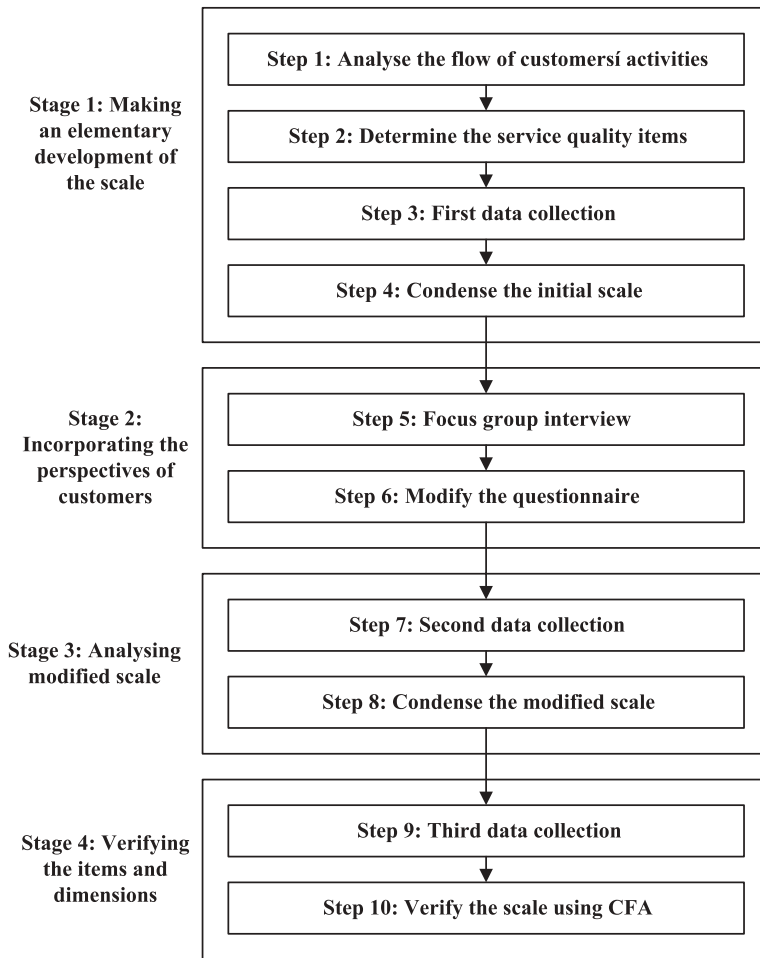 Stage 1: Making
an elementary
development of
the scale
Step 1: Analyse the flow of customersí activities
Step 2: Determine the service quality items
Step 3: First data collection
Step 4: Condense the initial scale
Stage 2:
Incorporating the
perspectives of
customers
Step 5: Focus group interview
Step 6: Modify the questionnaire
Stage 3: Analysing
modified scale
Step 7: Second data collection
Step 8: Condense the modified scale
Stage 4: Verifying
the items and
dimensions
Step 9: Third data collection
Step 10: Verify the scale using CFA